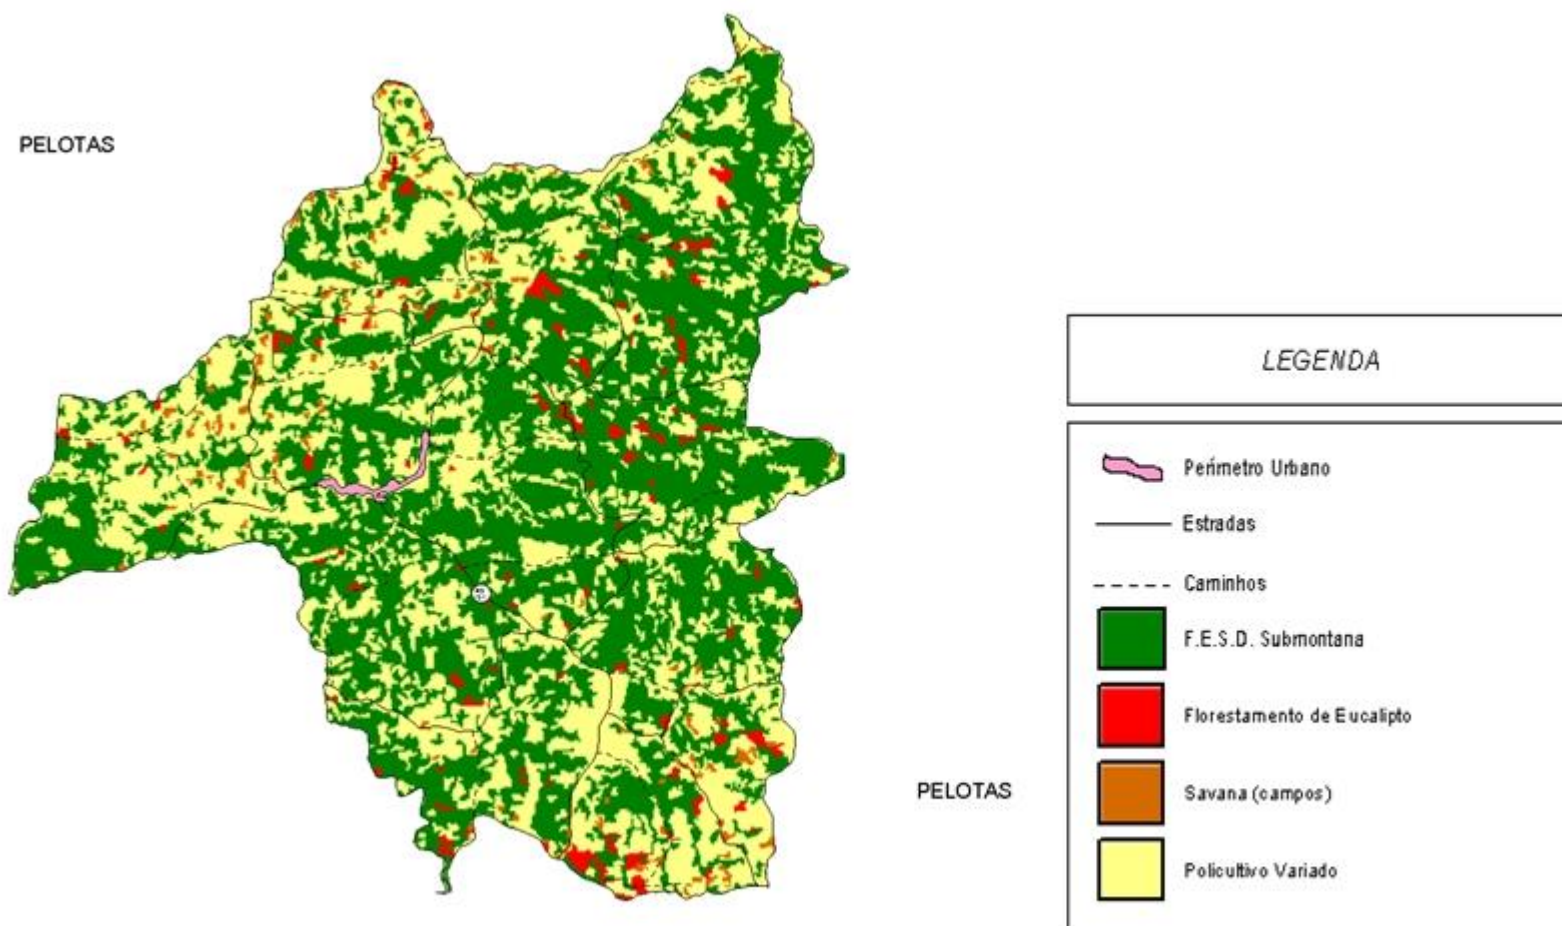 PELOTAS
LEGENDA
Perímetro Urbano
Estradas
Caminhos
F.E.S.D. Submontana
Florestamento de Eucalipto
PELOTAS
Savana (campos)
Policultivo Variado